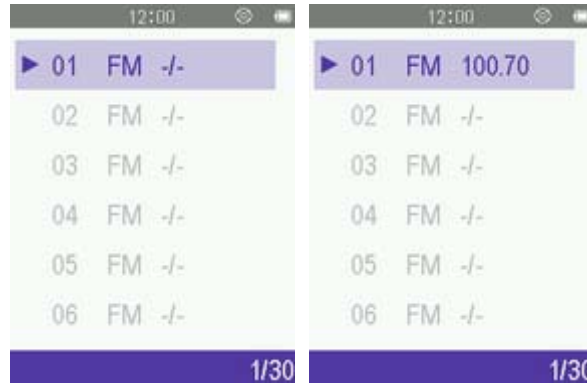 12:00
▶ 01 FM -/-
02 FM -/-
03 FM -/-
04 FM -/-
05 FM -/-
06 FM -/-
1/30
12:00
▶ 01 FM 100.70
02 FM -/-
03 FM -/-
04 FM -/-
05 FM -/-
06 FM -/-
1/30